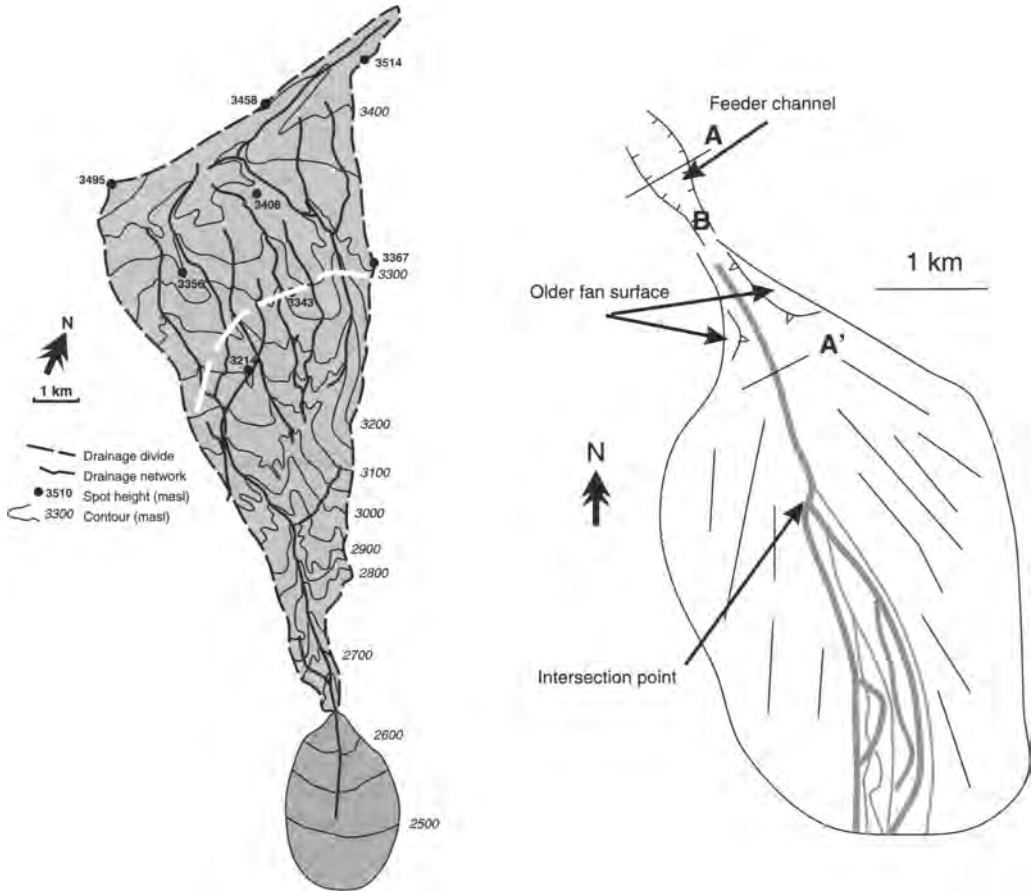 3514
3458
3400
3495
3408
3367
3300
3356
3343
3214
N
1 km
3200
Drainage divide
3100
Drainage network
3510 Spot height (masl)
3000
3300 Contour (masl)
2900
2800
2700
2600
2500
Feeder channel
A
B
1 km
Older fan surface
A'
N
Intersection point